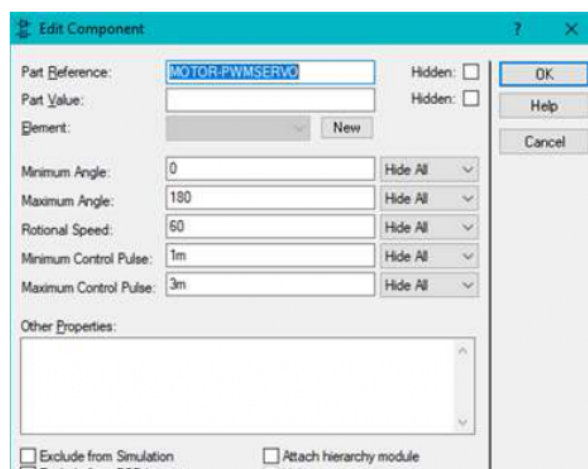 Edit Component ? ×
Part Reference: MOTOR-PWMSERVO Hidden: OK
Part Value: Hidden: Help
Element: New
Cancel
Minimum Angle: 0 Hide All
Maximum Angle: 180 Hide All
Rotional Speed: 60 Hide All
Minimum Control Pulse: 1m Hide All
Maximum Control Pulse: 3m Hide All
Other Properties:
Exclude from Simulation Attach hierarchy module